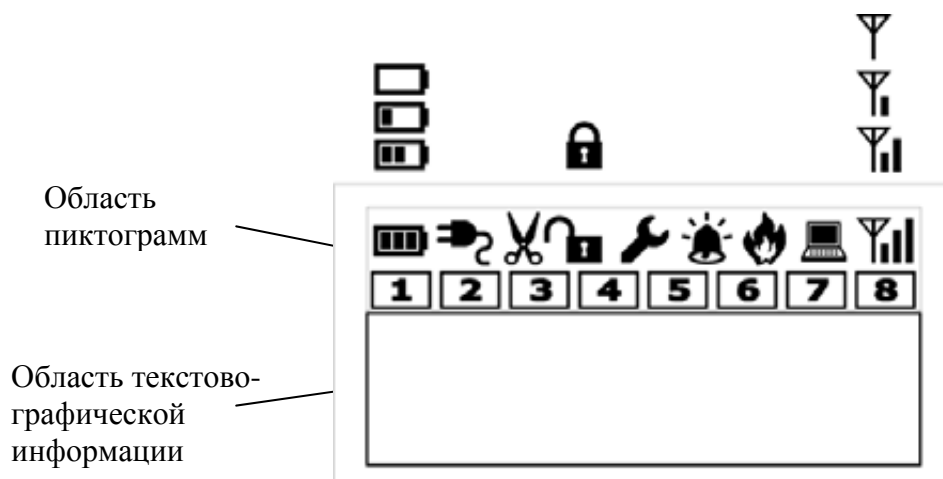 Область
пиктограмм
1 2 3 4 5 6 7 8
Область текстово-
графической
информации